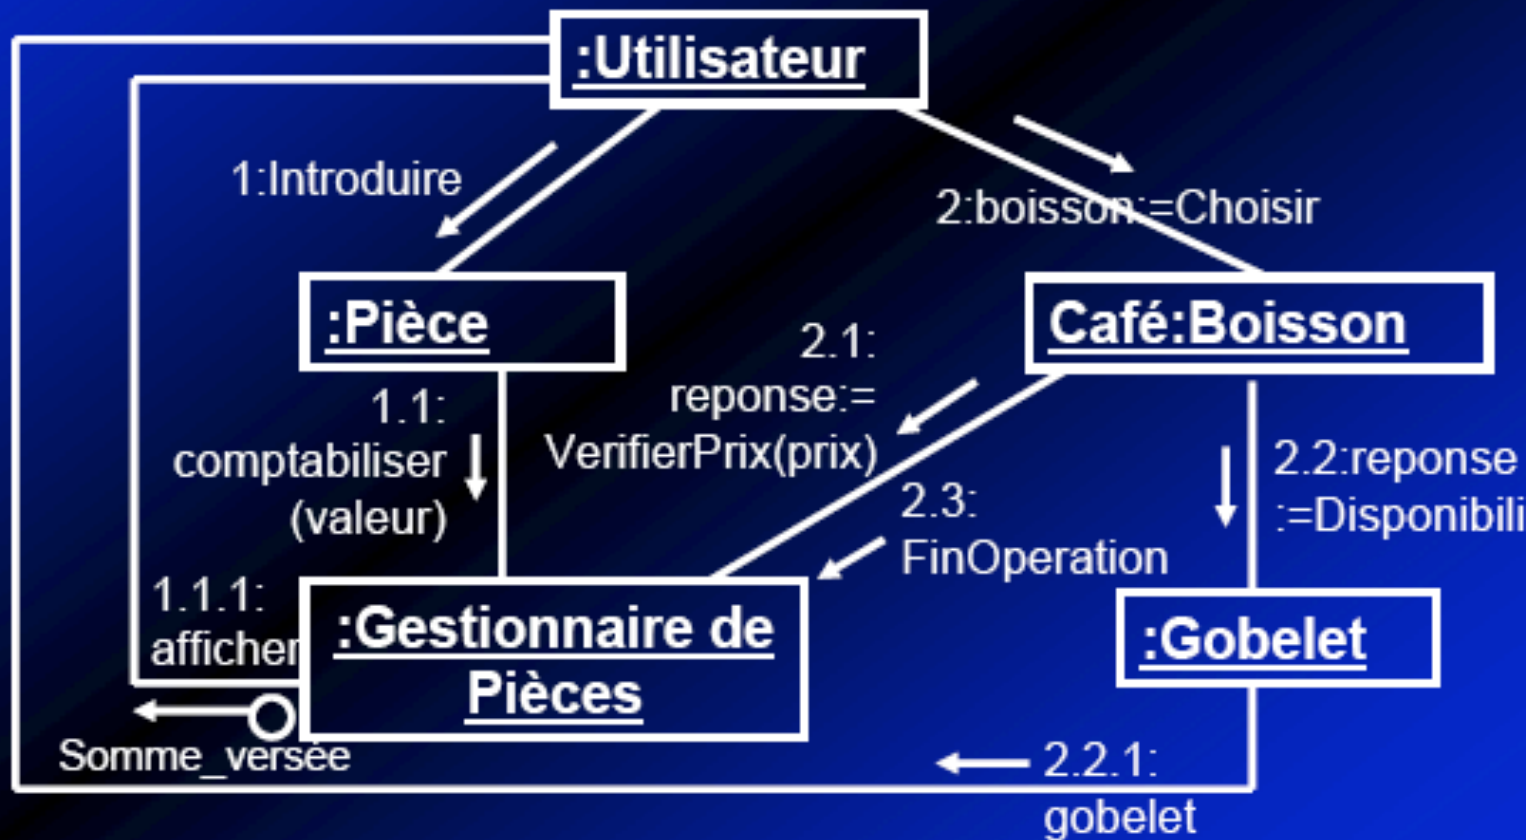 :Utilisateur
1:Introduire
2:boisson:=Choisir
:Pièce
Café:Boisson
1.1:
comptabiliser
(valeur)
2.1:
reponse:=
VerifierPrix(prix)
2.2:reponse
:=Disponibili
2.3:
FinOperation
1.1.1:
afficher
:Gestionnaire de
Pièces
:Gobelet
Somme_versée
2.2.1:
gobelet